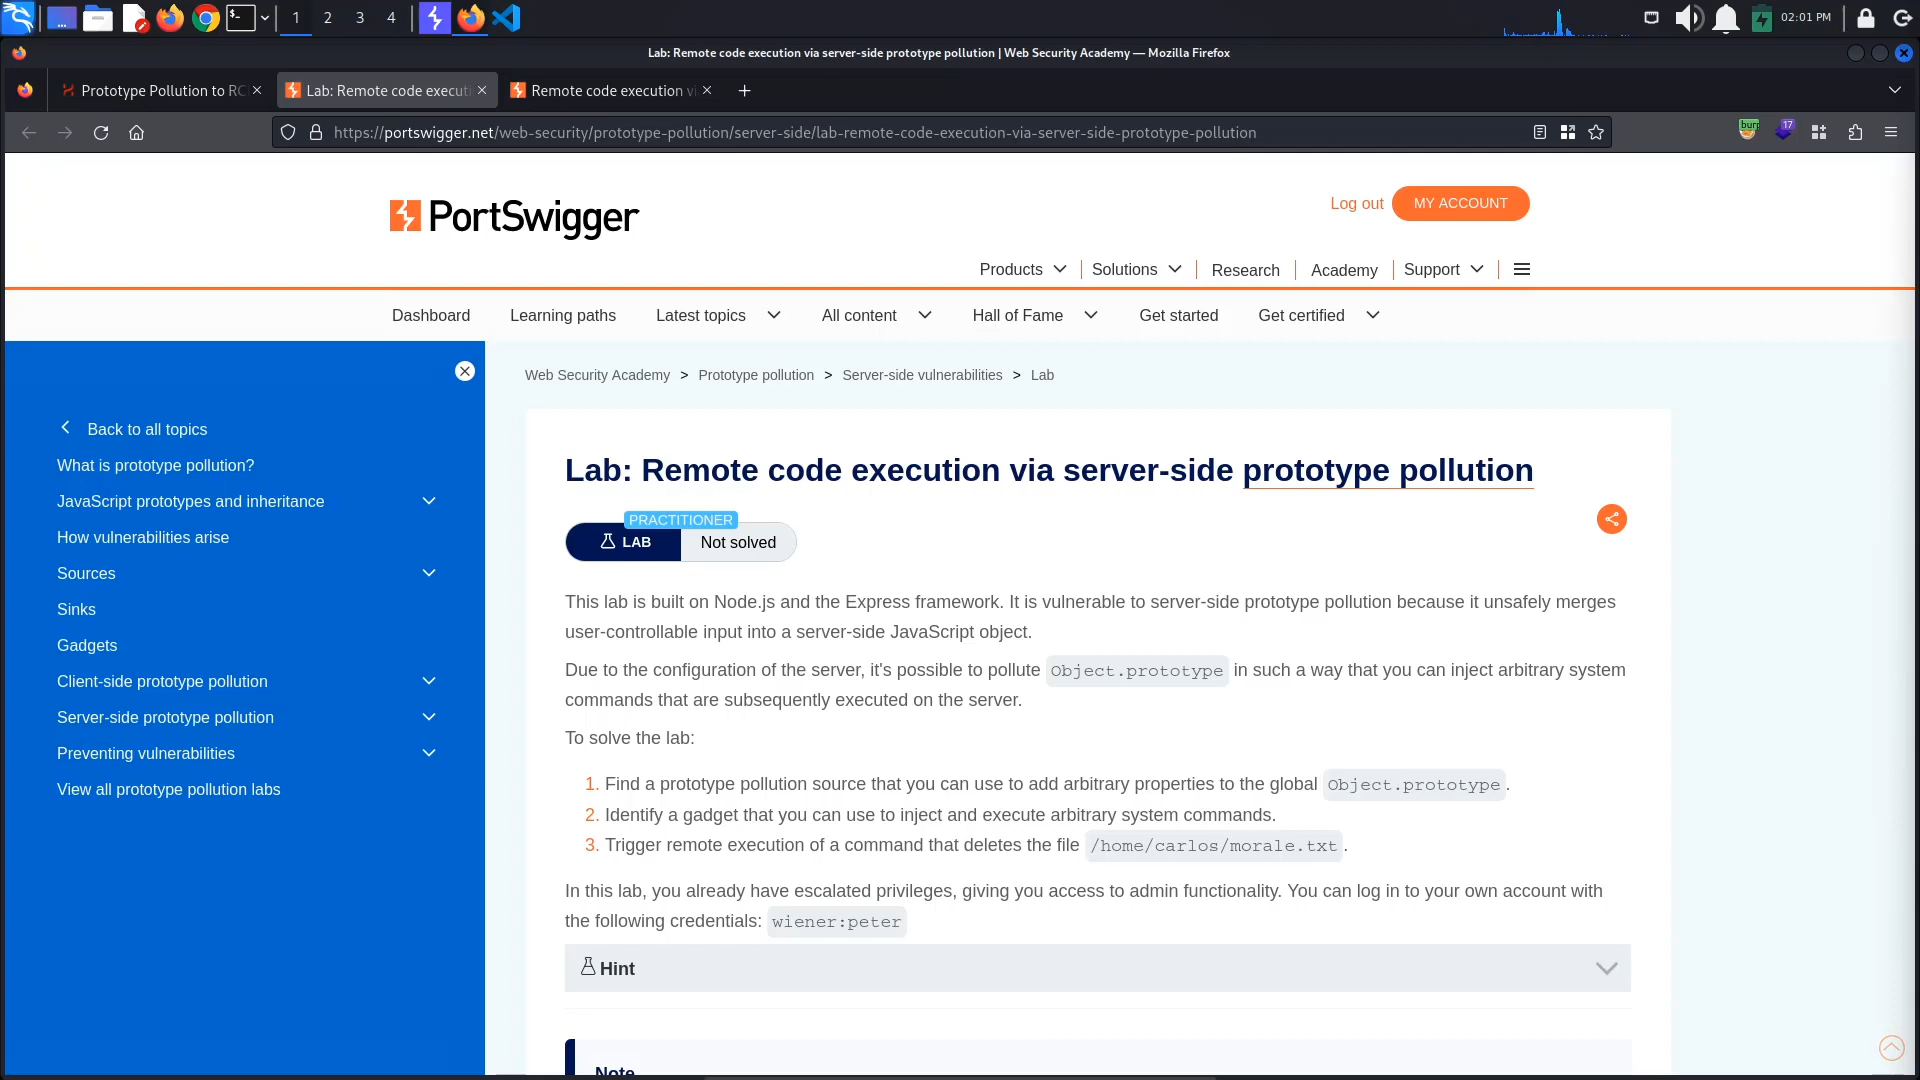 1 2 3 4
02:01 PM
Lab: Remote code execution via server-side prototype pollution | Web Security Academy — Mozilla Firefox
Prototype Pollution to RC
Lab: Remote code executi
Remote code execution vi
https://portswigger.net/web-security/prototype-pollution/server-side/lab-remote-code-execution-via-server-side-prototype-pollution
burp
17
PortSwigger
Log out
MY ACCOUNT
Products
Solutions
Research
Academy
Support
Dashboard
Learning paths
Latest topics
All content
Hall of Fame
Get started
Get certified
Back to all topics
What is prototype pollution?
JavaScript prototypes and inheritance
How vulnerabilities arise
Sources
Sinks
Gadgets
Client-side prototype pollution
Server-side prototype pollution
Preventing vulnerabilities
View all prototype pollution labs
Web Security Academy > Prototype pollution > Server-side vulnerabilities > Lab
Lab: Remote code execution via server-side prototype pollution
PRACTITIONER
LAB
Not solved
This lab is built on Node.js and the Express framework. It is vulnerable to server-side prototype pollution because it unsafely merges
user-controllable input into a server-side JavaScript object.
Due to the configuration of the server, it's possible to pollute Object.prototype in such a way that you can inject arbitrary system
commands that are subsequently executed on the server.
To solve the lab:
1. Find a prototype pollution source that you can use to add arbitrary properties to the global Object.prototype.
2. Identify a gadget that you can use to inject and execute arbitrary system commands.
3. Trigger remote execution of a command that deletes the file /home/carlos/morale.txt.
In this lab, you already have escalated privileges, giving you access to admin functionality. You can log in to your own account with
the following credentials: wiener:peter
Hint
Note